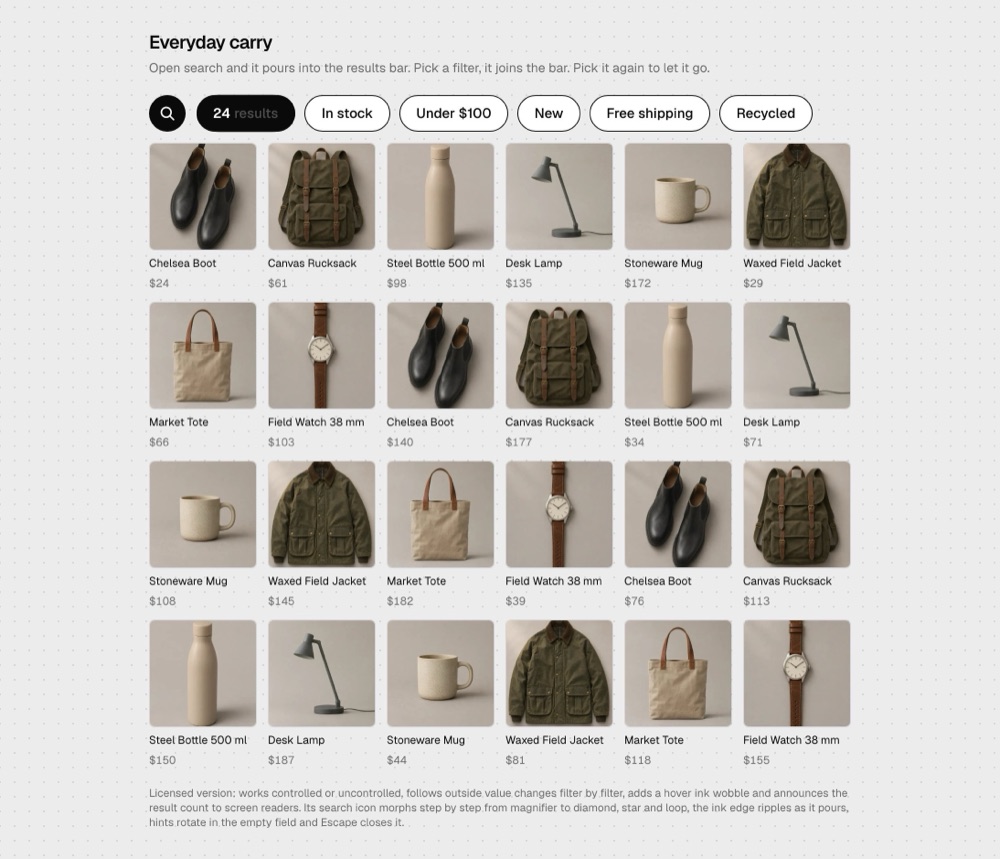 Everyday carry
Open search and it pours into the results bar. Pick a filter, it joins the bar. Pick it again to let it go.
24 results In stock Under $100 New Free shipping Recycled
Chelsea Boot Canvas Rucksack Steel Bottle 500 ml Desk Lamp Stoneware Mug Waxed Field Jacket
$24 $61 $98 $135 $172 $29
Market Tote Field Watch 38 mm Chelsea Boot Canvas Rucksack Steel Bottle 500 ml Desk Lamp
$66 $103 $140 $177 $34 $71
Stoneware Mug Waxed Field Jacket Market Tote Field Watch 38 mm Chelsea Boot Canvas Rucksack
$108 $145 $182 $39 $76 $113
Steel Bottle 500 ml Desk Lamp Stoneware Mug Waxed Field Jacket Market Tote Field Watch 38 mm
$150 $187 $44 $81 $118 $155
Licensed version: works controlled or uncontrolled, follows outside value changes filter by filter, adds a hover ink wobble and announces the
result count to screen readers. Its search icon morphs step by step from magnifier to diamond, star and loop, the ink edge ripples as it pours,
hints rotate in the empty field and Escape closes it.